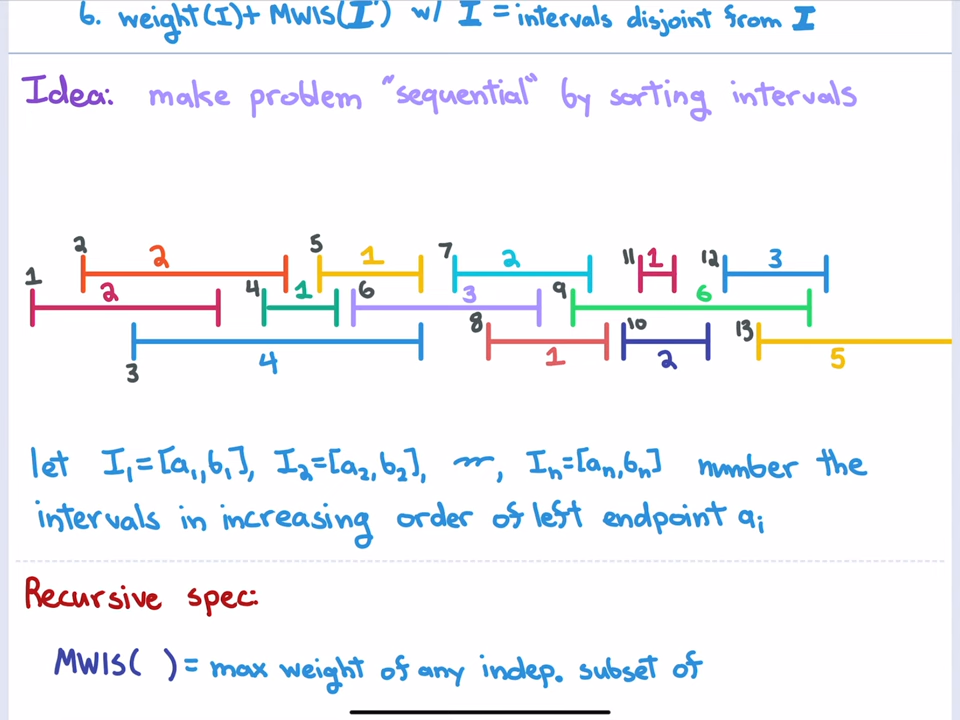 6. weight(I) + MWIS(I') w/ I = intervals disjoint from I
Idea: make problem "sequential" by sorting intervals
2 2 5 1 7 2 11 1 12 3
1 2 4 1 6 3 9 6
3 4 8 1 10 2 13 5
let I₁=[a₁,b₁], I₂=[a₂,b₂], ..., Iₙ=[aₙ,bₙ] number the
intervals in increasing order of left endpoint aᵢ
Recursive spec:
MWIS( ) = max weight of any indep. subset of